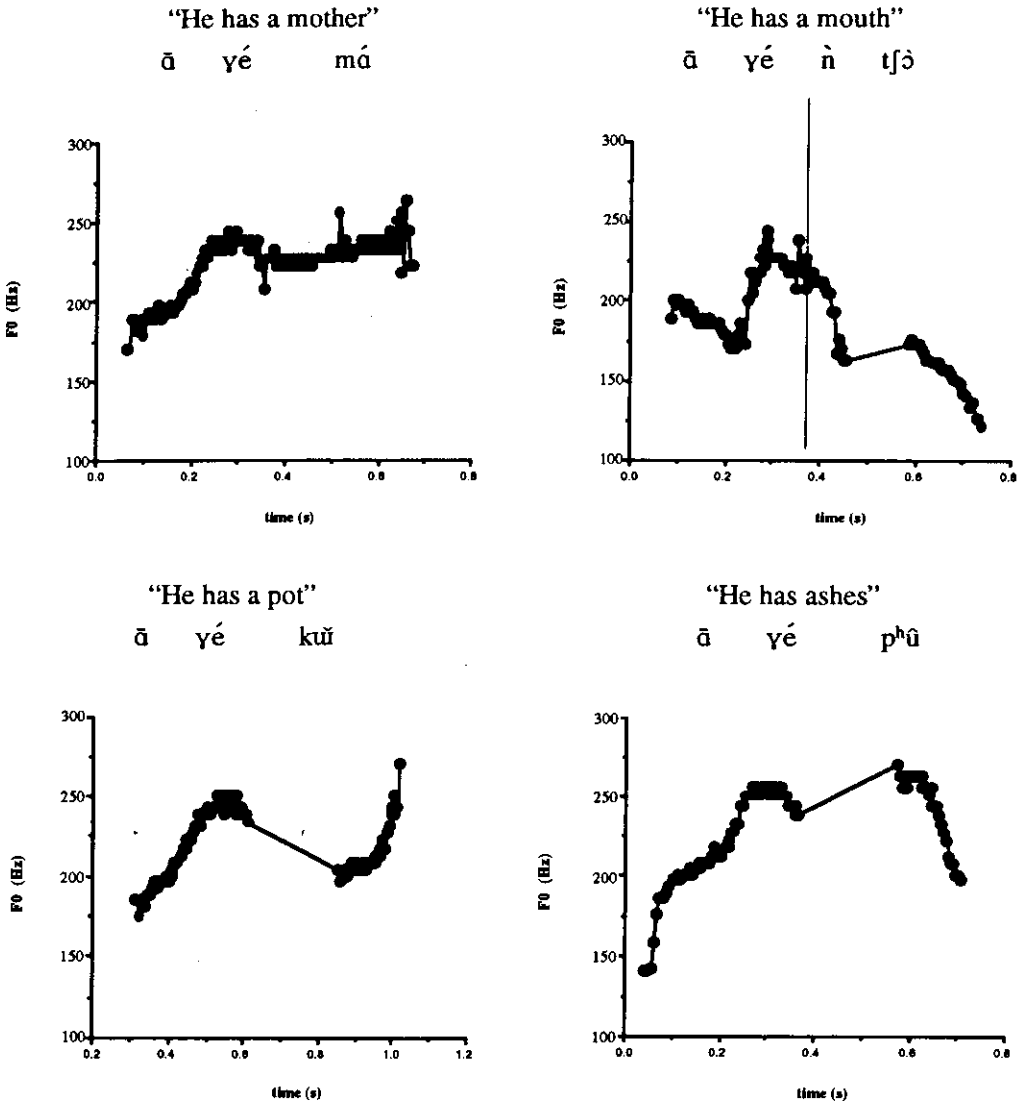 “He has a mother”
ā ɣé má
300
250
200
150
100
0.0 0.2 0.4 0.6 0.8
F0 (Hz)
time (s)
“He has a mouth”
ā ɣé ǹ tʃɔ̀
300
250
200
150
100
0.0 0.2 0.4 0.6 0.8
F0 (Hz)
time (s)
“He has a pot”
ā ɣé kɯ̌
300
250
200
150
100
0.2 0.4 0.6 0.8 1.0 1.2
F0 (Hz)
time (s)
“He has ashes”
ā ɣé pʰû
300
250
200
150
100
0.0 0.2 0.4 0.6 0.8
F0 (Hz)
time (s)